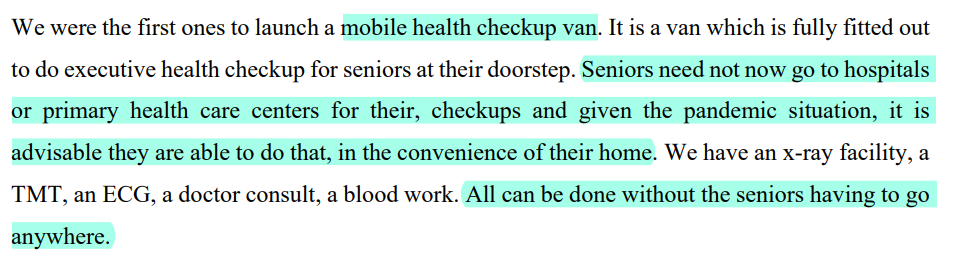 We were the first ones to launch a mobile health checkup van. It is a van which is fully fitted out
to do executive health checkup for seniors at their doorstep. Seniors need not now go to hospitals
or primary health care centers for their, checkups and given the pandemic situation, it is
advisable they are able to do that, in the convenience of their home. We have an x-ray facility, a
TMT, an ECG, a doctor consult, a blood work. All can be done without the seniors having to go
anywhere.